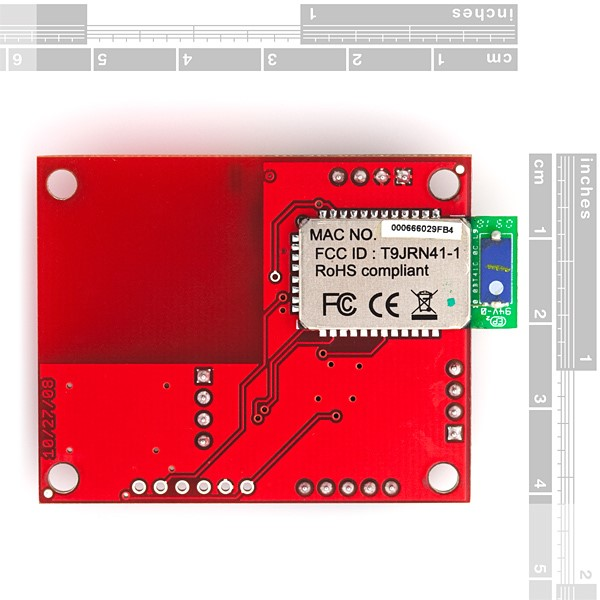 1 inches
6 5 4 3 2 1 cm
MAC NO. 000666029FB4
FCC ID : T9JRN41-1
RoHS compliant
FC CE
94V-0
10/27/08
cm 1 2 3 4 5
inches 1 2